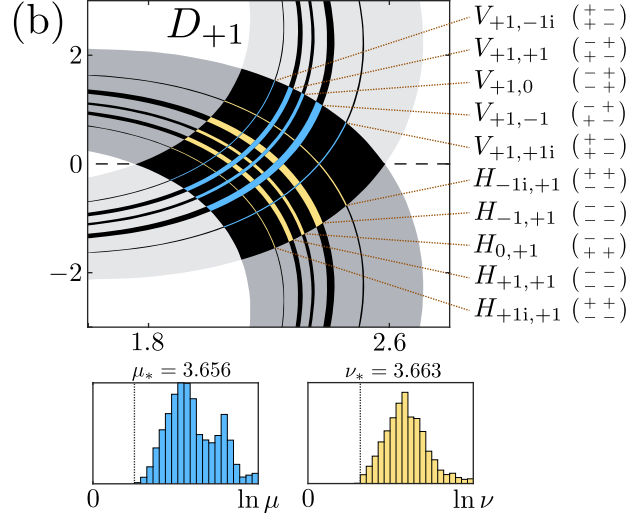 (b)
D₊₁
2
0
−2
1.8 2.6
V₊₁,₋₁ᵢ (+ − / + −)
V₊₁,₊₁ (− + / + −)
V₊₁,₀ (− + / − +)
V₊₁,₋₁ (− + / + −)
V₊₁,₊₁ᵢ (+ − / + −)
H₋₁ᵢ,₊₁ (+ + / − −)
H₋₁,₊₁ (− − / − −)
H₀,₊₁ (− − / + +)
H₊₁,₊₁ (− − / − −)
H₊₁ᵢ,₊₁ (+ + / − −)
μ* = 3.656
0 ln μ
ν* = 3.663
0 ln ν